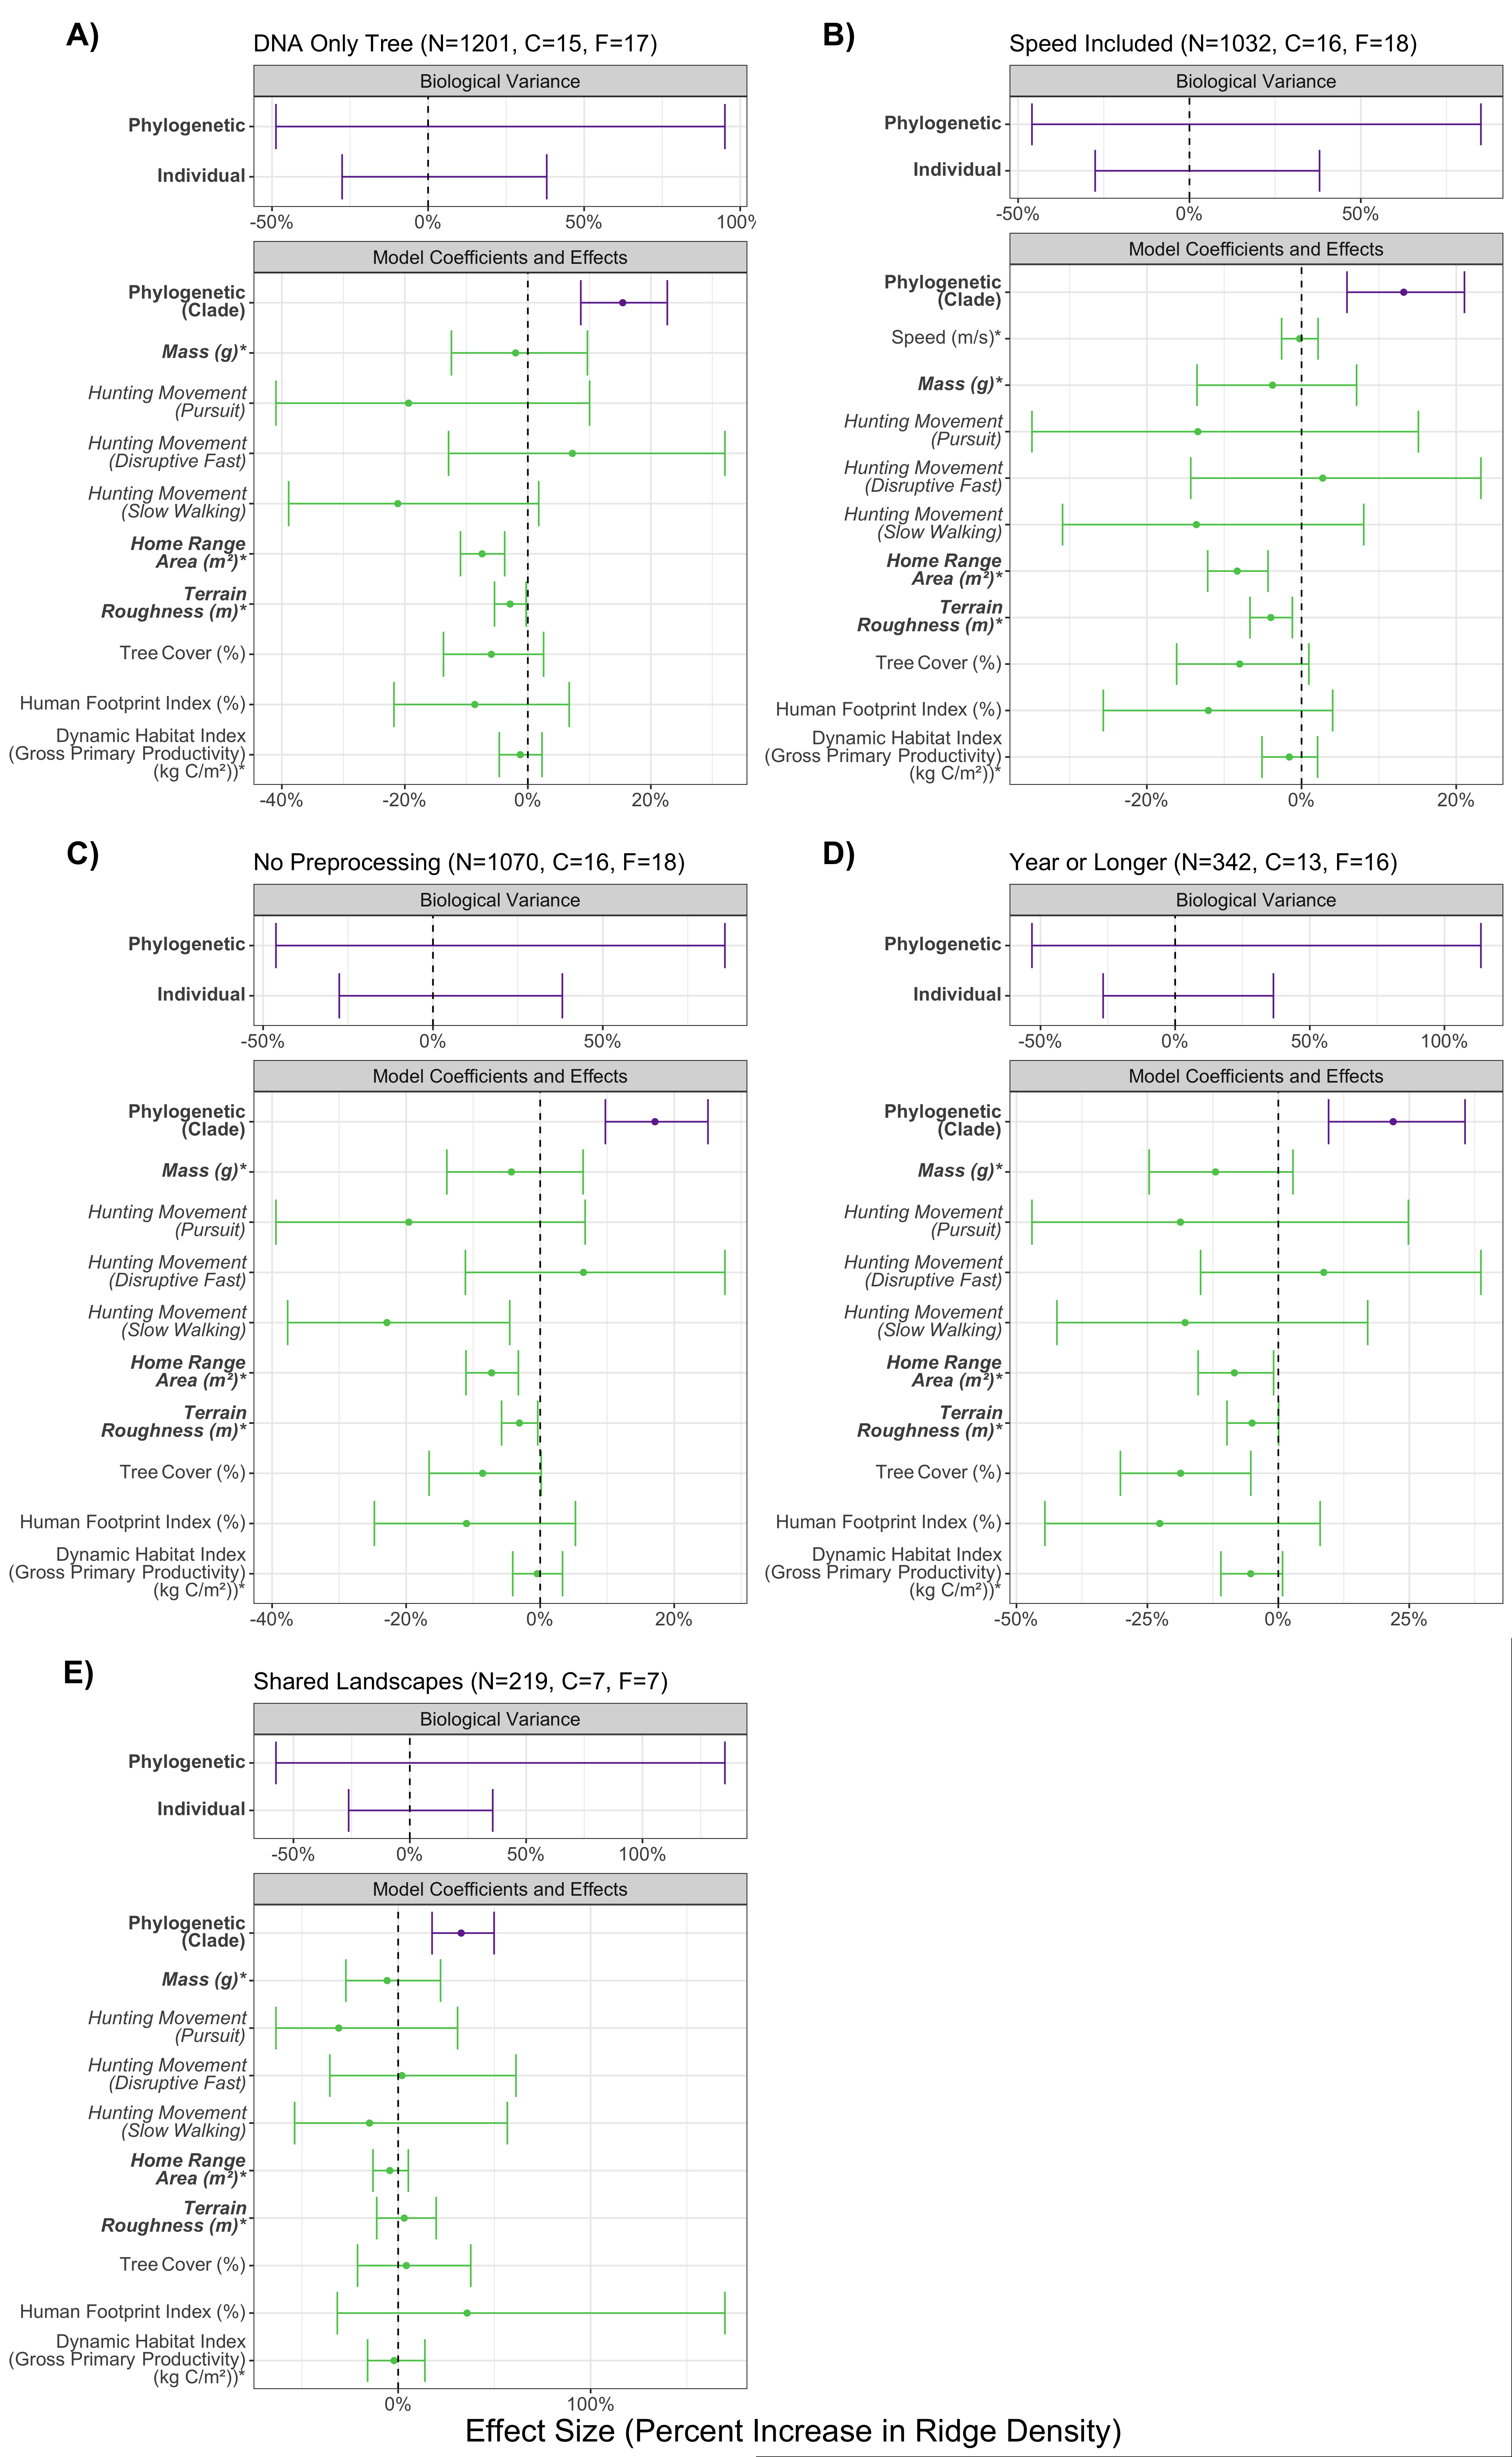 A)
DNA Only Tree (N=1201, C=15, F=17)
Biological Variance
Phylogenetic
Individual
-50% 0% 50% 100%
Model Coefficients and Effects
Phylogenetic
(Clade)
Mass (g)*
Hunting Movement
(Pursuit)
Hunting Movement
(Disruptive Fast)
Hunting Movement
(Slow Walking)
Home Range
Area (m²)*
Terrain
Roughness (m)*
Tree Cover (%)
Human Footprint Index (%)
Dynamic Habitat Index
(Gross Primary Productivity)
(kg C/m²))*
-40% -20% 0% 20%
B)
Speed Included (N=1032, C=16, F=18)
Biological Variance
Phylogenetic
Individual
-50% 0% 50%
Model Coefficients and Effects
Phylogenetic
(Clade)
Speed (m/s)*
Mass (g)*
Hunting Movement
(Pursuit)
Hunting Movement
(Disruptive Fast)
Hunting Movement
(Slow Walking)
Home Range
Area (m²)*
Terrain
Roughness (m)*
Tree Cover (%)
Human Footprint Index (%)
Dynamic Habitat Index
(Gross Primary Productivity)
(kg C/m²))*
-20% 0% 20%
C)
No Preprocessing (N=1070, C=16, F=18)
Biological Variance
Phylogenetic
Individual
-50% 0% 50%
Model Coefficients and Effects
Phylogenetic
(Clade)
Mass (g)*
Hunting Movement
(Pursuit)
Hunting Movement
(Disruptive Fast)
Hunting Movement
(Slow Walking)
Home Range
Area (m²)*
Terrain
Roughness (m)*
Tree Cover (%)
Human Footprint Index (%)
Dynamic Habitat Index
(Gross Primary Productivity)
(kg C/m²))*
-40% -20% 0% 20%
D)
Year or Longer (N=342, C=13, F=16)
Biological Variance
Phylogenetic
Individual
-50% 0% 50% 100%
Model Coefficients and Effects
Phylogenetic
(Clade)
Mass (g)*
Hunting Movement
(Pursuit)
Hunting Movement
(Disruptive Fast)
Hunting Movement
(Slow Walking)
Home Range
Area (m²)*
Terrain
Roughness (m)*
Tree Cover (%)
Human Footprint Index (%)
Dynamic Habitat Index
(Gross Primary Productivity)
(kg C/m²))*
-50% -25% 0% 25%
E)
Shared Landscapes (N=219, C=7, F=7)
Biological Variance
Phylogenetic
Individual
-50% 0% 50% 100%
Model Coefficients and Effects
Phylogenetic
(Clade)
Mass (g)*
Hunting Movement
(Pursuit)
Hunting Movement
(Disruptive Fast)
Hunting Movement
(Slow Walking)
Home Range
Area (m²)*
Terrain
Roughness (m)*
Tree Cover (%)
Human Footprint Index (%)
Dynamic Habitat Index
(Gross Primary Productivity)
(kg C/m²))*
0% 100%
Effect Size (Percent Increase in Ridge Density)